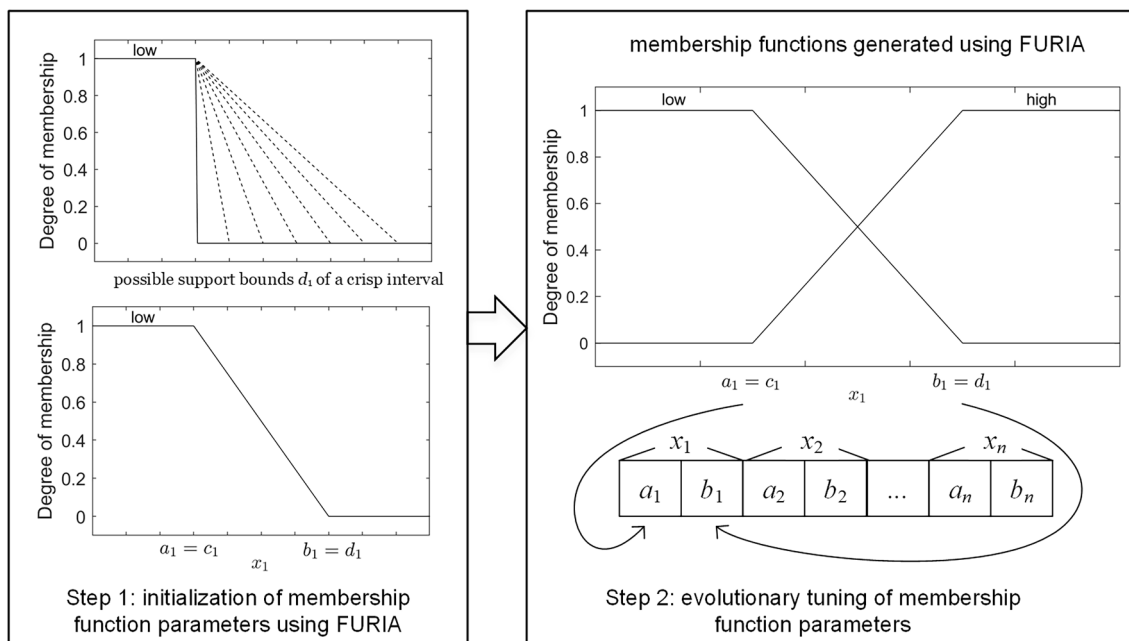 low
1
0.8
0.6
0.4
0.2
0
Degree of membership
possible support bounds d₁ of a crisp interval
low
1
0.8
0.6
0.4
0.2
0
Degree of membership
a₁ = c₁ b₁ = d₁
x₁
Step 1: initialization of membership
function parameters using FURIA
membership functions generated using FURIA
low high
1
0.8
0.6
0.4
0.2
0
Degree of membership
a₁ = c₁ b₁ = d₁
x₁
x₁ x₂ xₙ
a₁ b₁ a₂ b₂ ... aₙ bₙ
Step 2: evolutionary tuning of membership
function parameters